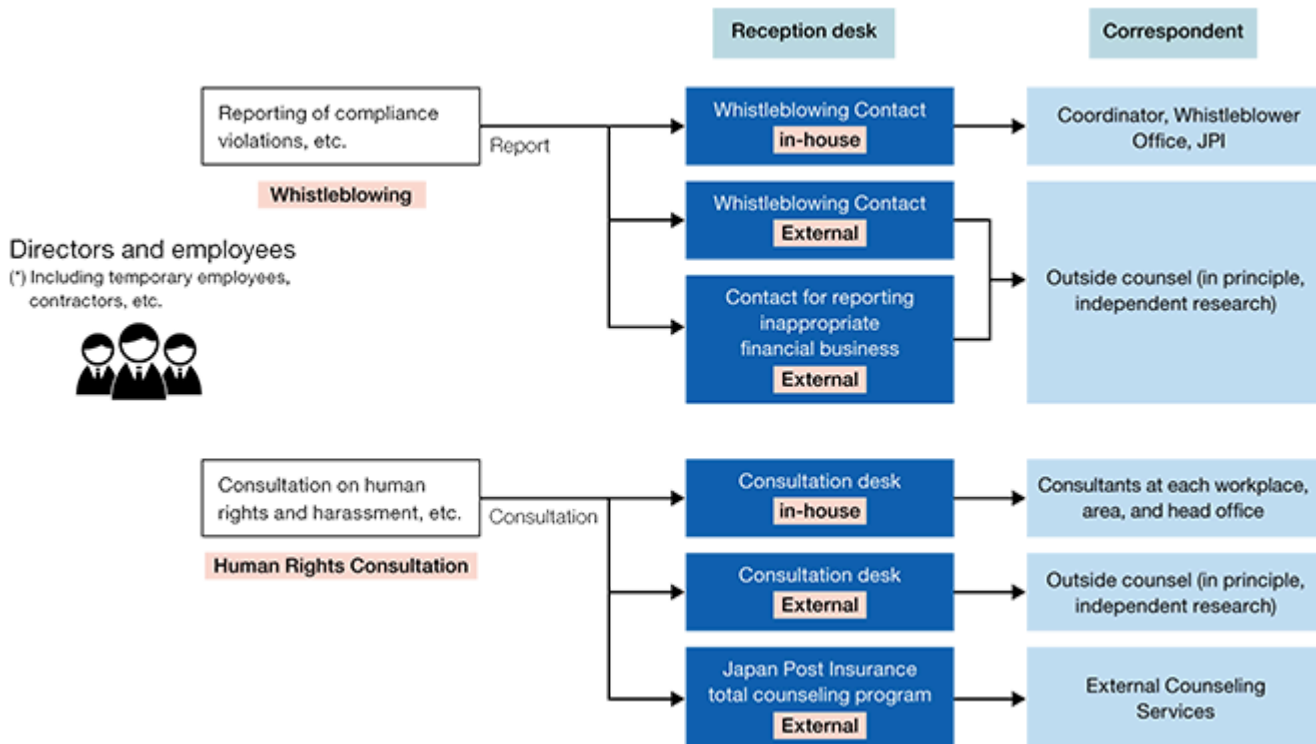 Reception desk
Correspondent
Reporting of compliance
violations, etc.
Whistleblowing
Report
Whistleblowing Contact
in-house
Coordinator, Whistleblower
Office, JPI
Whistleblowing Contact
External
Contact for reporting
inappropriate
financial business
External
Outside counsel (in principle,
independent research)
Directors and employees
(*) Including temporary employees,
contractors, etc.
Consultation on human
rights and harassment, etc.
Human Rights Consultation
Consultation
Consultation desk
in-house
Consultants at each workplace,
area, and head office
Consultation desk
External
Outside counsel (in principle,
independent research)
Japan Post Insurance
total counseling program
External
External Counseling
Services